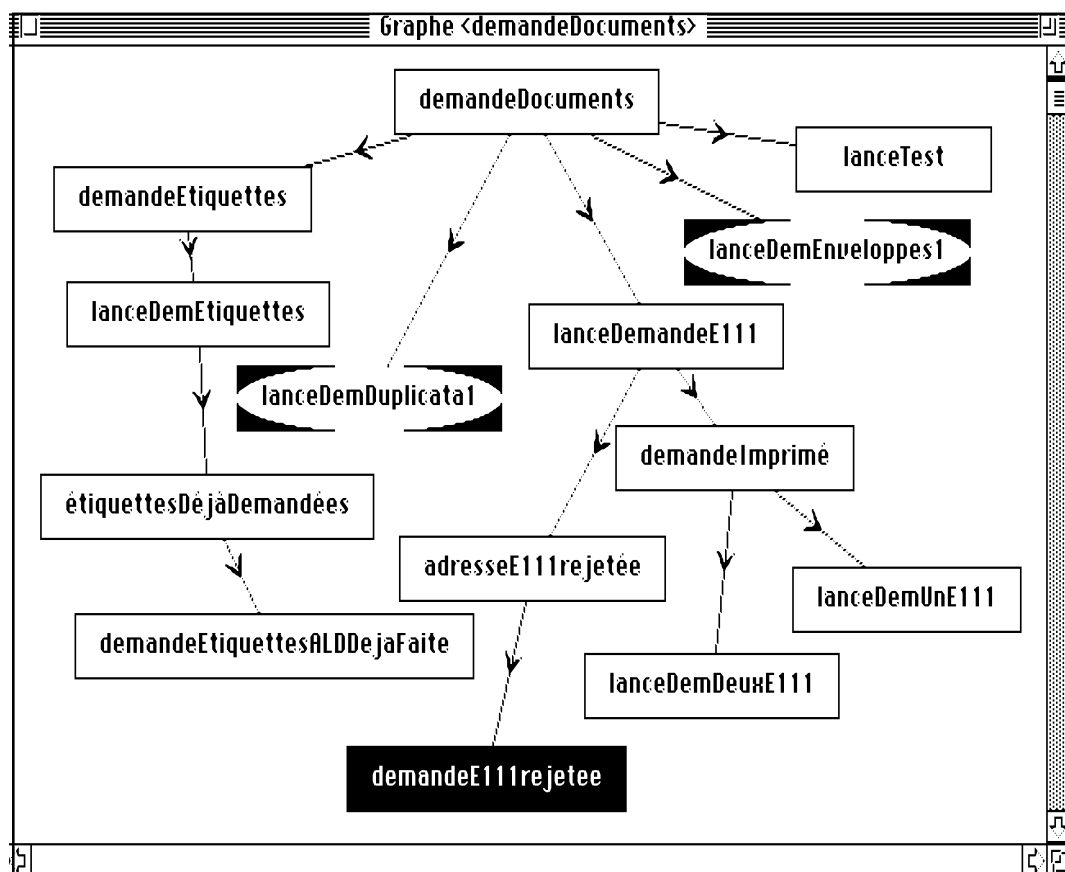 Graphe <demandeDocuments>
demandeDocuments
lanceTest
demandeEtiquettes
lanceDemEnveloppes1
lanceDemEtiquettes
lanceDemandeE111
lanceDemDuplicata1
demandeImprimé
étiquettesDéjàDemandées
adresseE111rejetée
lanceDemUnE111
demandeEtiquettesALDDejaFaite
lanceDemDeuxE111
demandeE111rejetee